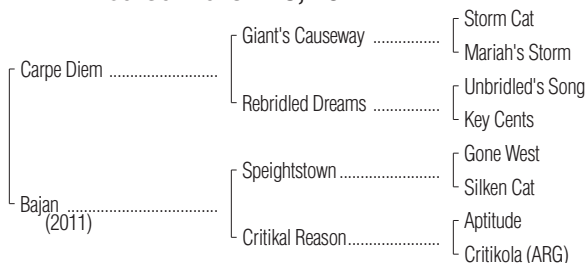 Storm Cat
Giant's Causeway ................
Mariah's Storm
Carpe Diem ..........................
Unbridled's Song
Rebridled Dreams ................
Key Cents
Gone West
Speightstown ........................
Silken Cat
Bajan ....................................
(2011)
Aptitude
Critikal Reason.....................
Critikola (ARG)